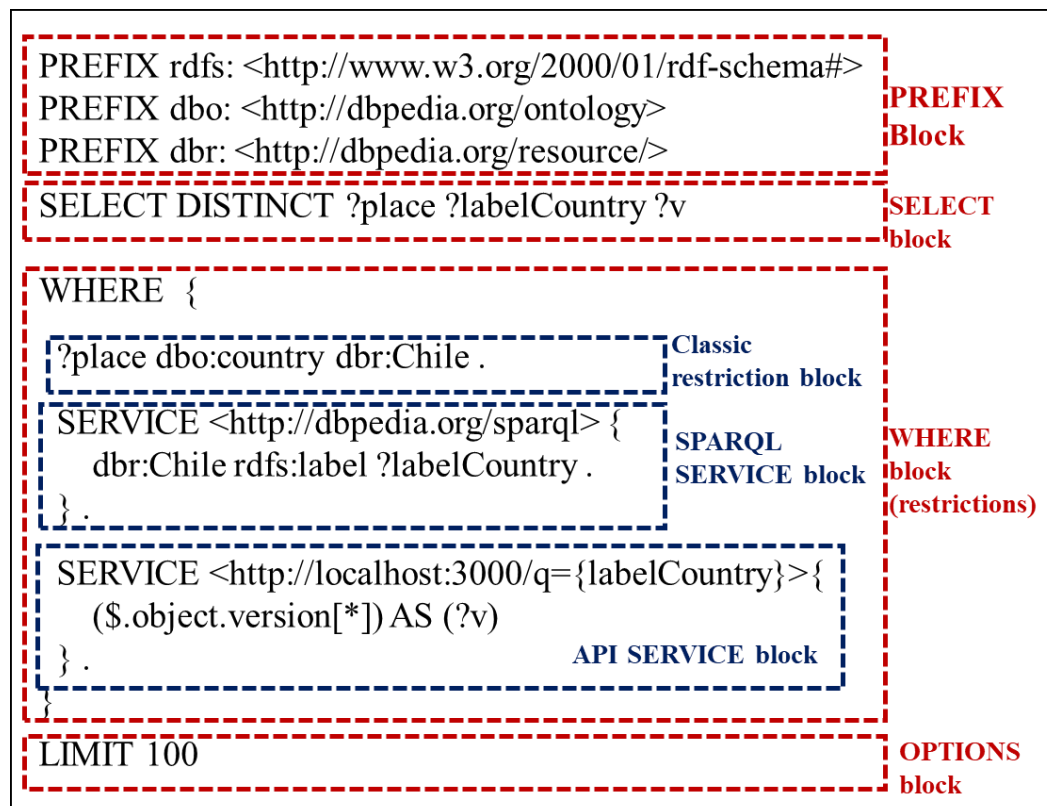 PREFIX rdfs: <http://www.w3.org/2000/01/rdf-schema#>
PREFIX dbo: <http://dbpedia.org/ontology>
PREFIX dbr: <http://dbpedia.org/resource/>
PREFIX
Block
SELECT DISTINCT ?place ?labelCountry ?v
SELECT
block
WHERE {
?place dbo:country dbr:Chile .
Classic
restriction block
SERVICE <http://dbpedia.org/sparql> {
dbr:Chile rdfs:label ?labelCountry .
} .
SPARQL
SERVICE block
SERVICE <http://localhost:3000/q={labelCountry}>{
($.object.version[*]) AS (?v)
} .
API SERVICE block
}
WHERE
block
(restrictions)
LIMIT 100
OPTIONS
block